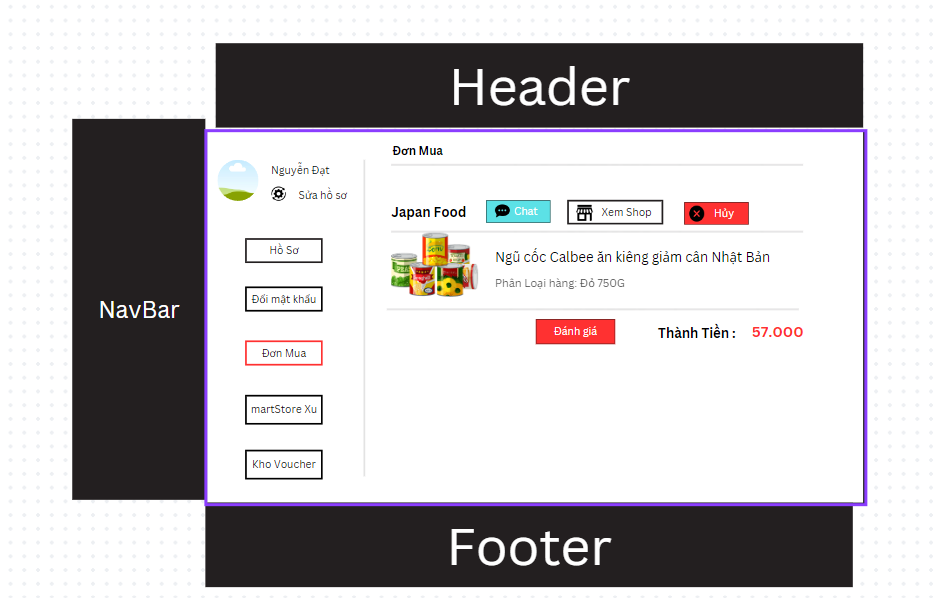 Header
NavBar
Nguyễn Đạt
Sửa hồ sơ
Hồ Sơ
Đổi mật khẩu
Đơn Mua
martStore Xu
Kho Voucher
Đơn Mua
Japan Food
Chat
Xem Shop
Hủy
Ngũ cốc Calbee ăn kiêng giảm cân Nhật Bản
Phân Loại hàng: Đỏ 750G
Đánh giá
Thành Tiền :
57.000
Footer